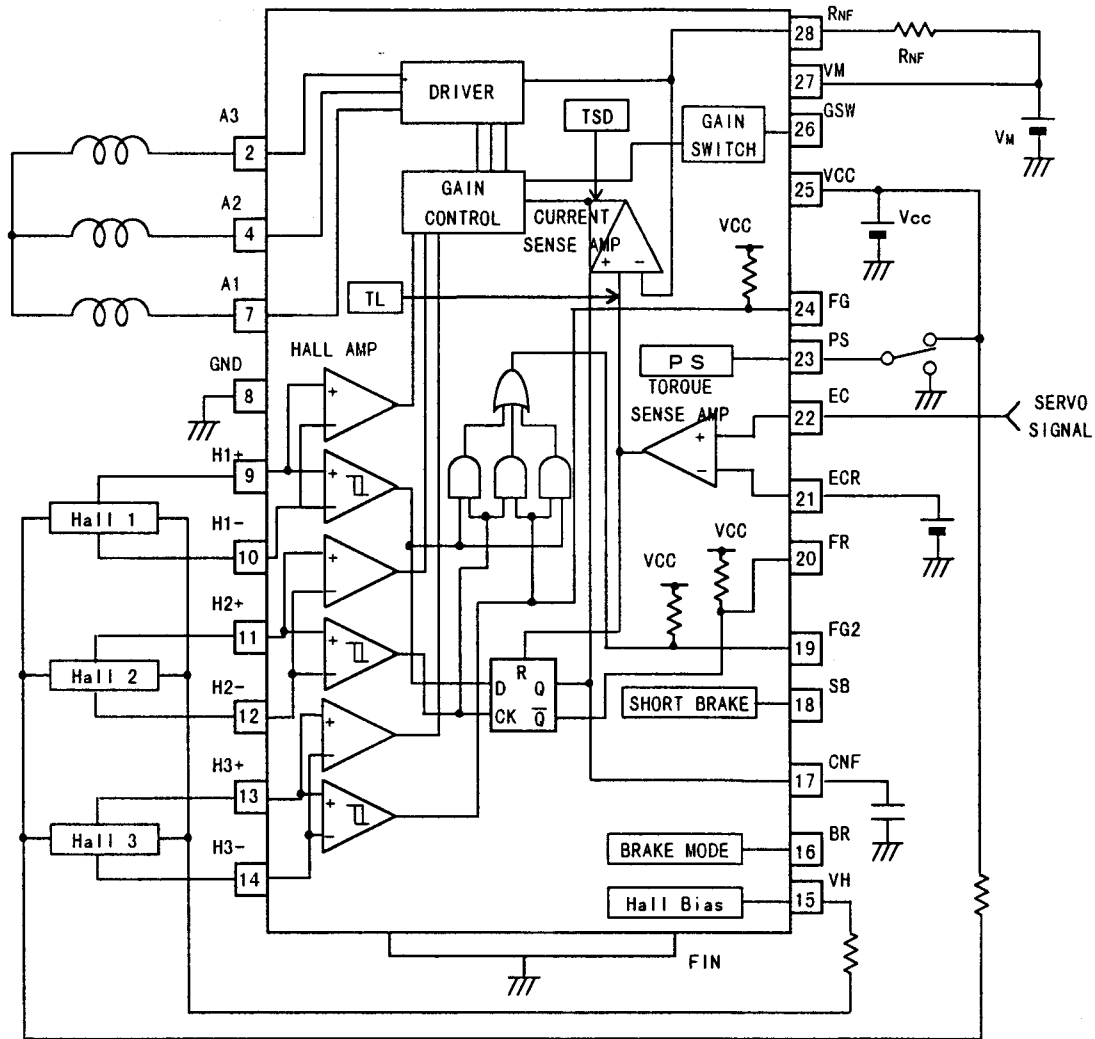 RNF
28
RNF
VM
27
DRIVER
TSD
GAIN
SWITCH
GSW
26
VM
A3
2
VCC
25
GAIN
CONTROL
CURRENT
SENSE AMP
VCC
VCC
A2
4
+ −
A1
7
TL
FG
24
HALL AMP
PS
PS
23
GND
8
TORQUE
SENSE AMP
EC
22
SERVO
SIGNAL
+
−
+
−
H1+
9
ECR
21
Hall 1
+
−
H1-
10
VCC
VCC
FR
20
+
−
H2+
11
FG2
19
+
−
Hall 2
R
D Q
CK Q̅
SHORT BRAKE
SB
18
H2-
12
+
−
H3+
13
CNF
17
+
−
Hall 3
H3-
14
BRAKE MODE
BR
16
Hall Bias
VH
15
FIN